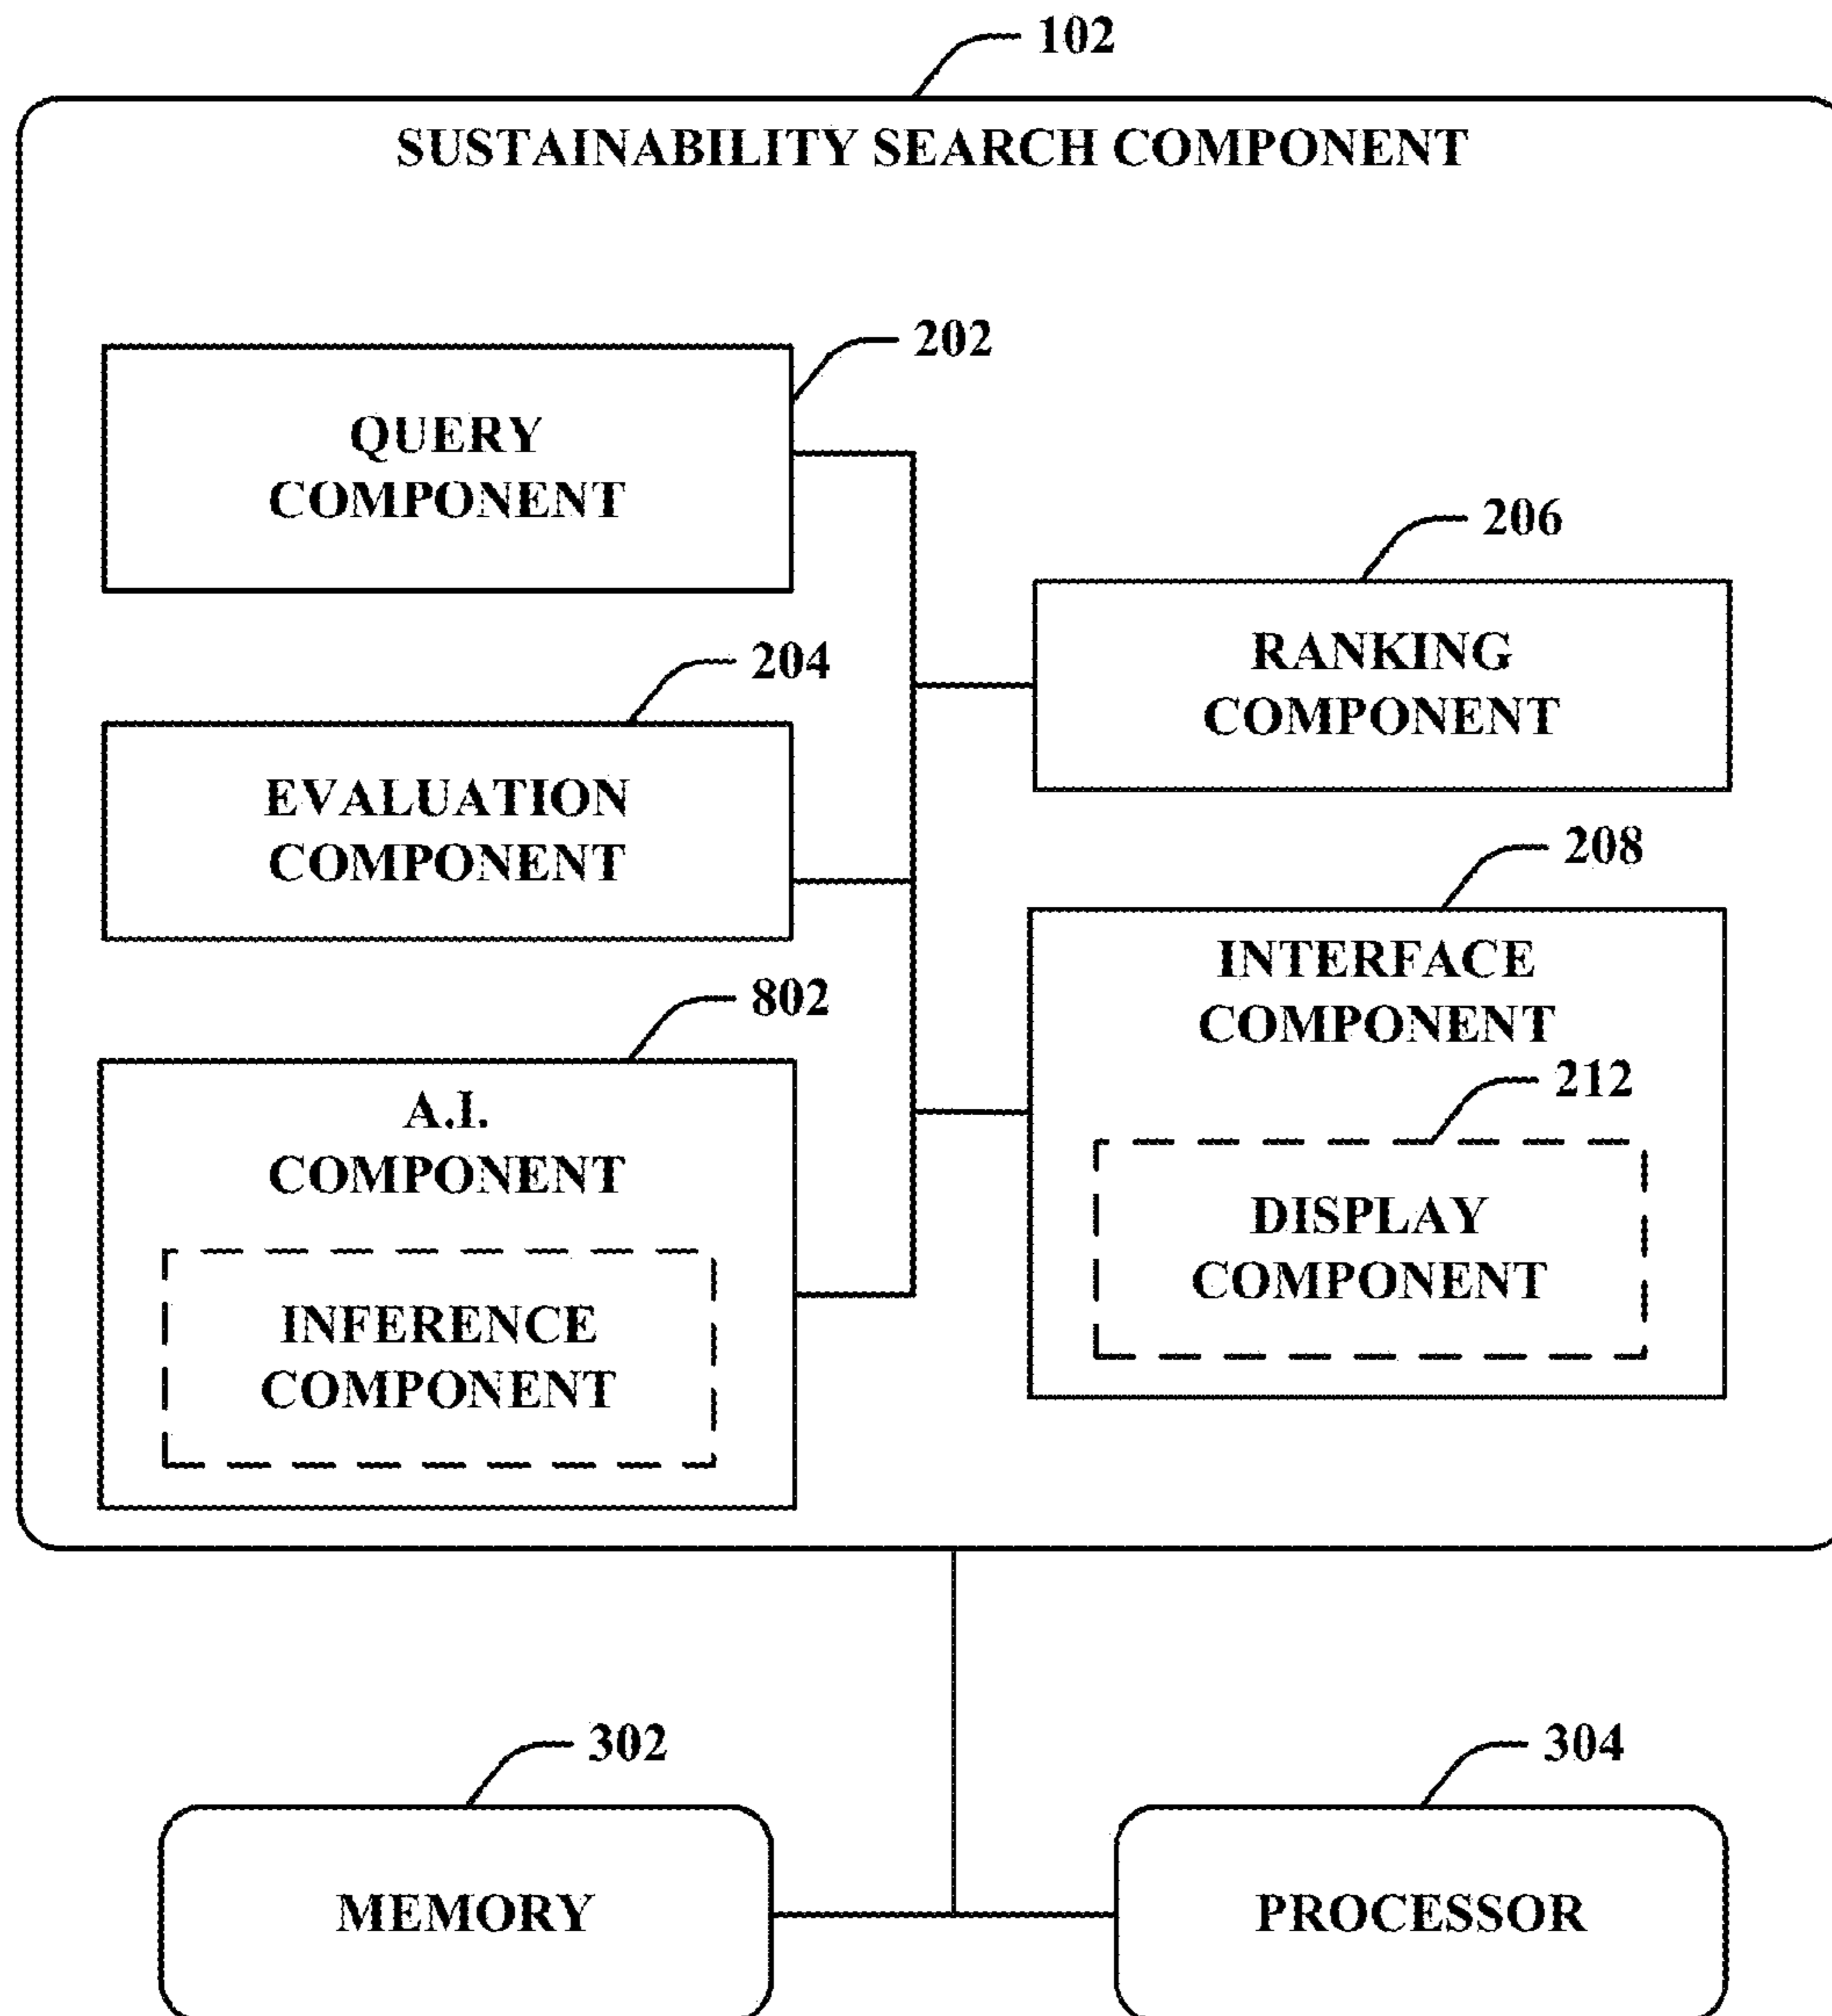 102
SUSTAINABILITY SEARCH COMPONENT
202
QUERY
COMPONENT
206
RANKING
COMPONENT
204
EVALUATION
COMPONENT
208
INTERFACE
COMPONENT
212
DISPLAY
COMPONENT
802
A.I.
COMPONENT
INFERENCE
COMPONENT
302
MEMORY
304
PROCESSOR